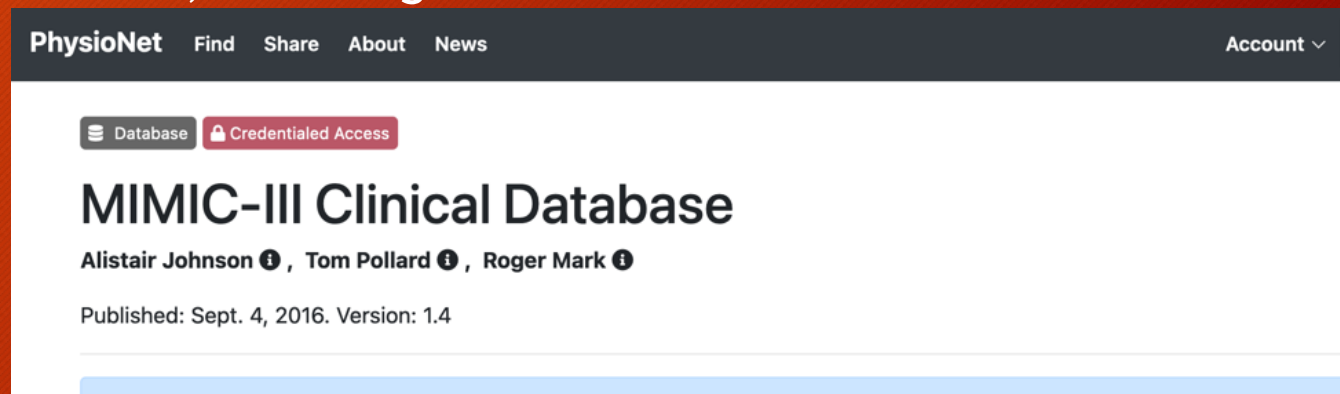 PhysioNet Find Share About News Account
Database Credentialed Access
MIMIC-III Clinical Database
Alistair Johnson , Tom Pollard , Roger Mark
Published: Sept. 4, 2016. Version: 1.4